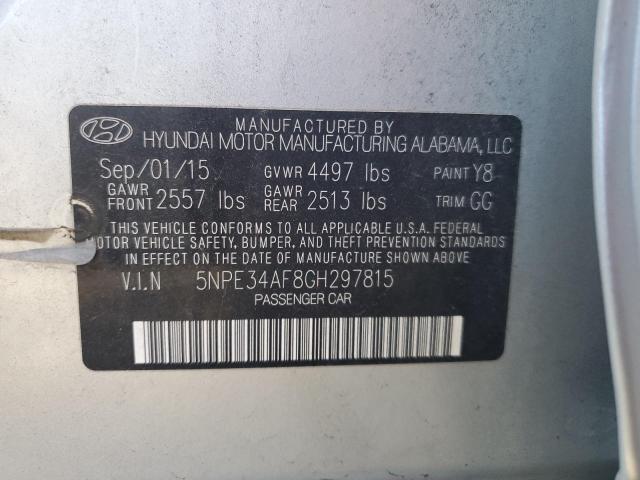 MANUFACTURED BY
HYUNDAI MOTOR MANUFACTURING ALABAMA, LLC
Sep/01/15 GVWR 4497 lbs PAINT Y8
GAWR FRONT 2557 lbs GAWR REAR 2513 lbs TRIM GG
THIS VEHICLE CONFORMS TO ALL APPLICABLE U.S.A. FEDERAL
MOTOR VEHICLE SAFETY, BUMPER, AND THEFT PREVENTION STANDARDS
IN EFFECT ON THE DATE OF MANUFACTURE SHOWN ABOVE
V.I.N 5NPE34AF8GH297815
PASSENGER CAR